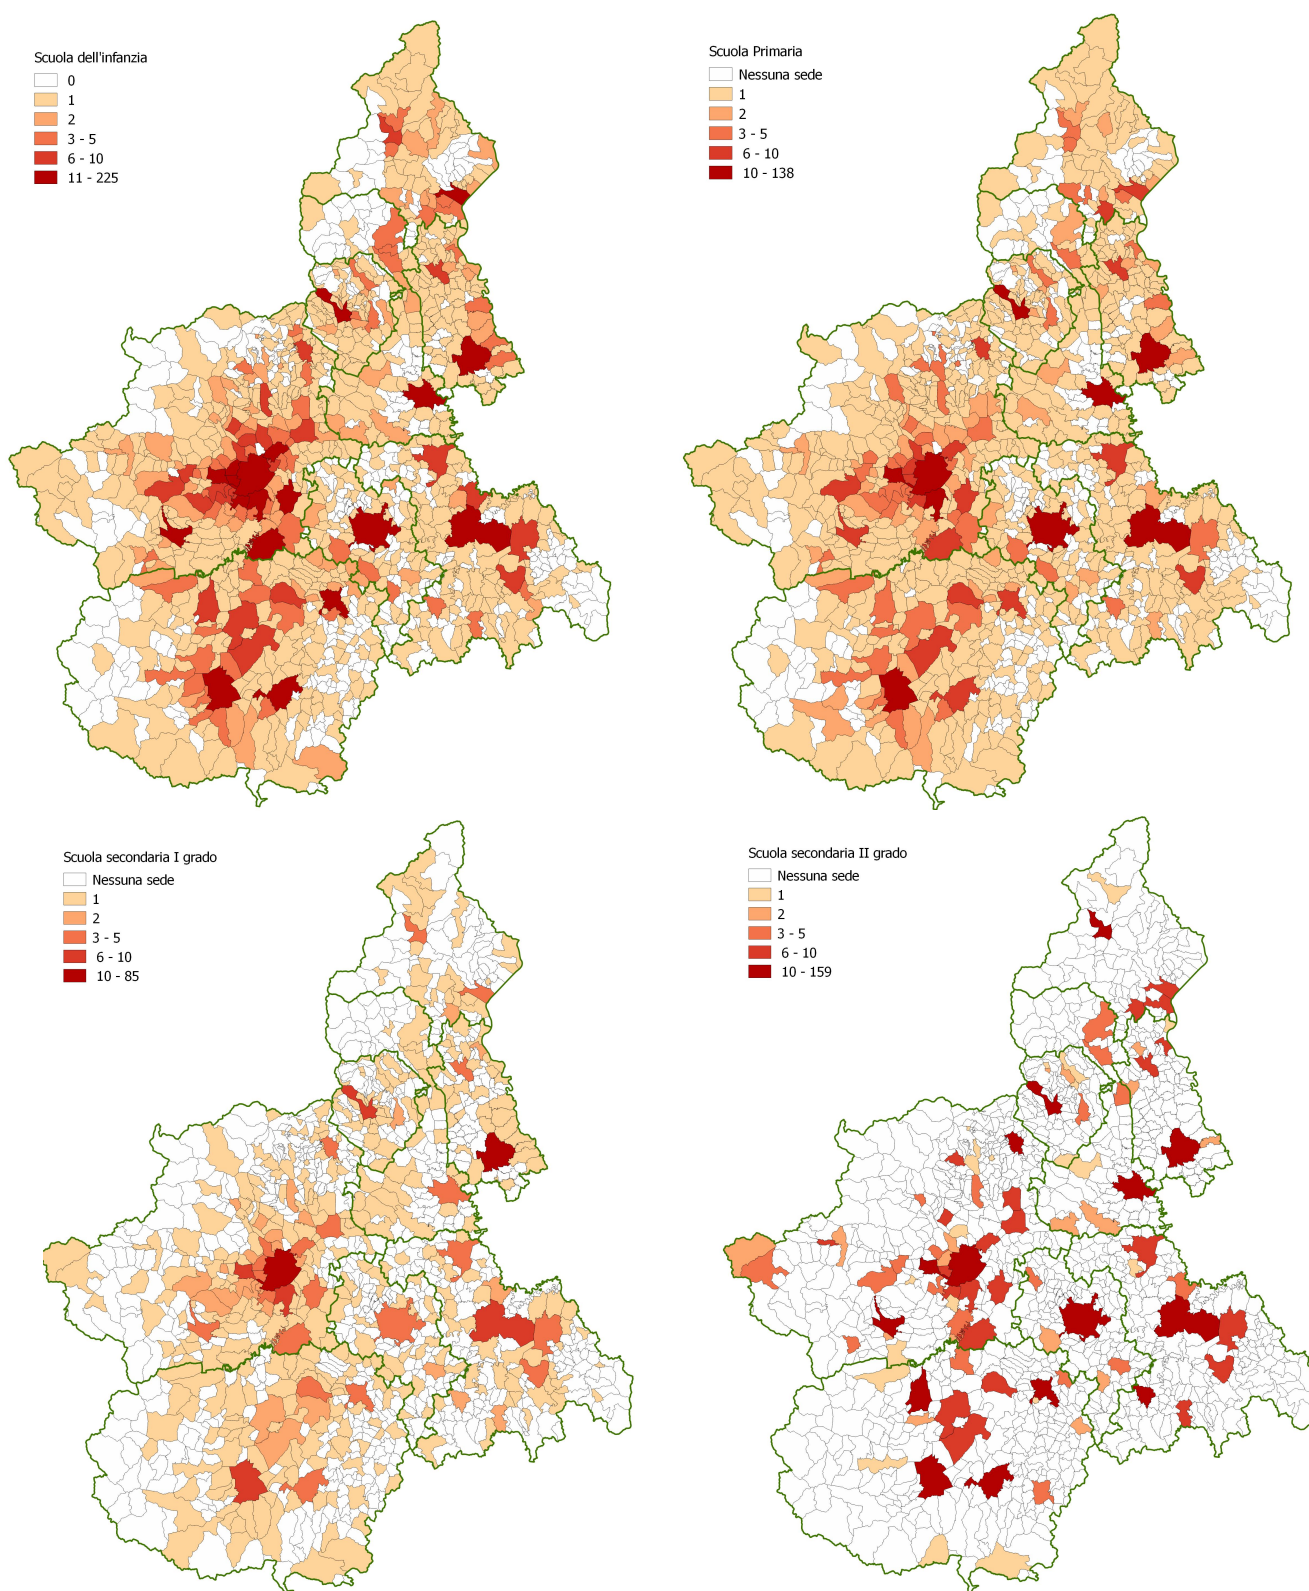 Scuola dell'infanzia
0
1
2
3 - 5
6 - 10
11 - 225
Scuola Primaria
Nessuna sede
1
2
3 - 5
6 - 10
10 - 138
Scuola secondaria I grado
Nessuna sede
1
2
3 - 5
6 - 10
10 - 85
Scuola secondaria II grado
Nessuna sede
1
2
3 - 5
6 - 10
10 - 159